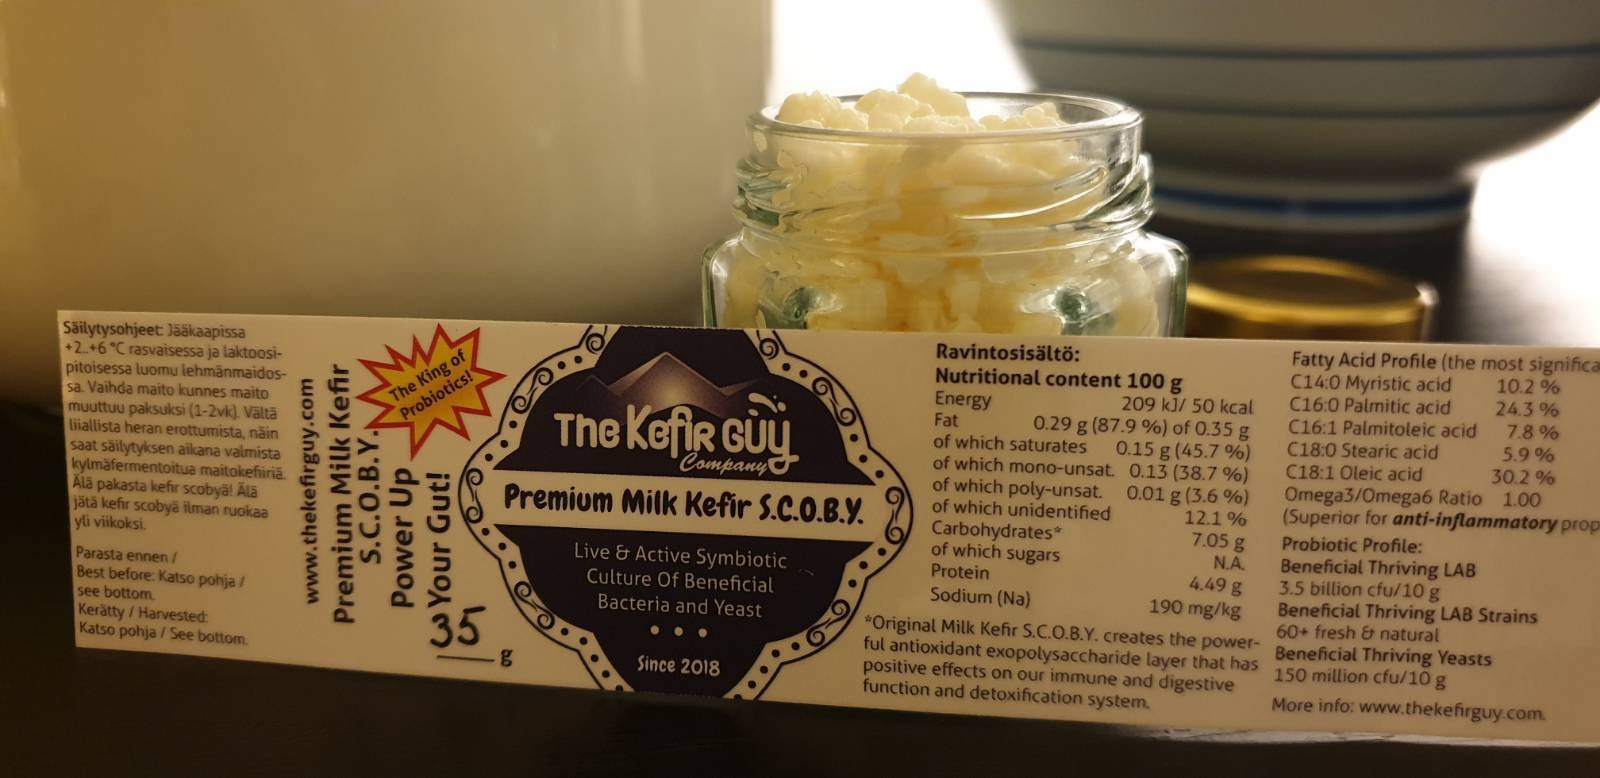 Säilytysohjeet: Jääkaapissa
+2..+6 °C rasvaisessa ja laktoosi-
pitoisessa luomu lehmänmaidos-
sa. Vaihda maito kunnes maito
muuttuu paksuksi (1-2vk). Vältä
liiallista heran erottumista, näin
saat säilytyksen aikana valmista
kylmäfermentoitua maitokefiiriä.
Älä pakasta kefir scobyä! Älä
jätä kefir scobyä ilman ruokaa
yli viikoksi.
Parasta ennen /
Best before: Katso pohja /
see bottom.
Kerätty / Harvested:
Katso pohja / See bottom.
www.thekefirguy.com
Premium Milk Kefir
S.C.O.B.Y.
Power Up
Your Gut!
The King of
Probiotics!
35
g
The Kefir Guy
Company
Premium Milk Kefir S.C.O.B.Y.
Live & Active Symbiotic
Culture Of Beneficial
Bacteria and Yeast
Since 2018
Ravintosisältö:
Nutritional content 100 g
Energy 209 kJ/ 50 kcal
Fat 0.29 g (87.9 %) of 0.35 g
of which saturates 0.15 g (45.7 %)
of which mono-unsat. 0.13 (38.7 %)
of which poly-unsat. 0.01 g (3.6 %)
of which unidentified 12.1 %
Carbohydrates* 7.05 g
of which sugars N.A.
Protein 4.49 g
Sodium (Na) 190 mg/kg
*Original Milk Kefir S.C.O.B.Y. creates the power-
ful antioxidant exopolysaccharide layer that has
positive effects on our immune and digestive
function and detoxification system.
Fatty Acid Profile (the most significa
C14:0 Myristic acid 10.2 %
C16:0 Palmitic acid 24.3 %
C16:1 Palmitoleic acid 7.8 %
C18:0 Stearic acid 5.9 %
C18:1 Oleic acid 30.2 %
Omega3/Omega6 Ratio 1.00
(Superior for anti-inflammatory prop
Probiotic Profile:
Beneficial Thriving LAB
3.5 billion cfu/10 g
Beneficial Thriving LAB Strains
60+ fresh & natural
Beneficial Thriving Yeasts
150 million cfu/10 g
More info: www.thekefirguy.com.